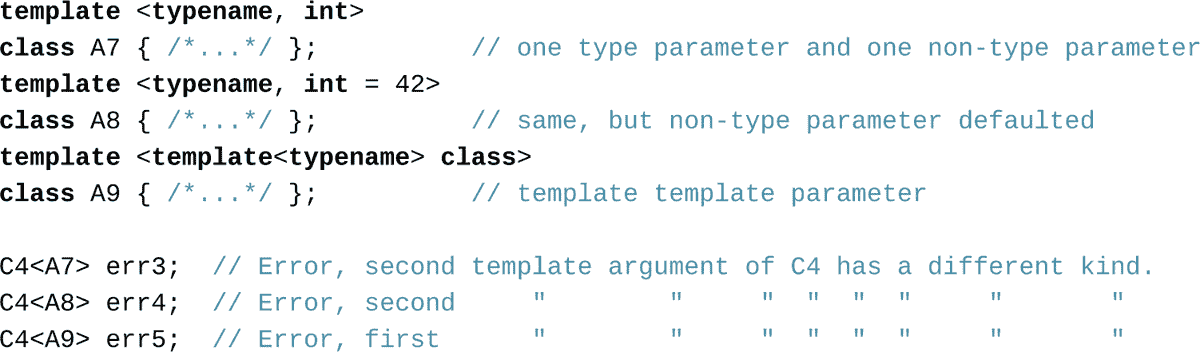 template <typename, int>
class A7 { /*...*/ };          // one type parameter and one non-type parameter
template <typename, int = 42>
class A8 { /*...*/ };          // same, but non-type parameter defaulted
template <template<typename> class>
class A9 { /*...*/ };          // template template parameter

C4<A7> err3;  // Error, second template argument of C4 has a different kind.
C4<A8> err4;  // Error, second     "        "     "  "  "  "     "       "
C4<A9> err5;  // Error, first      "        "     "  "  "  "     "       "